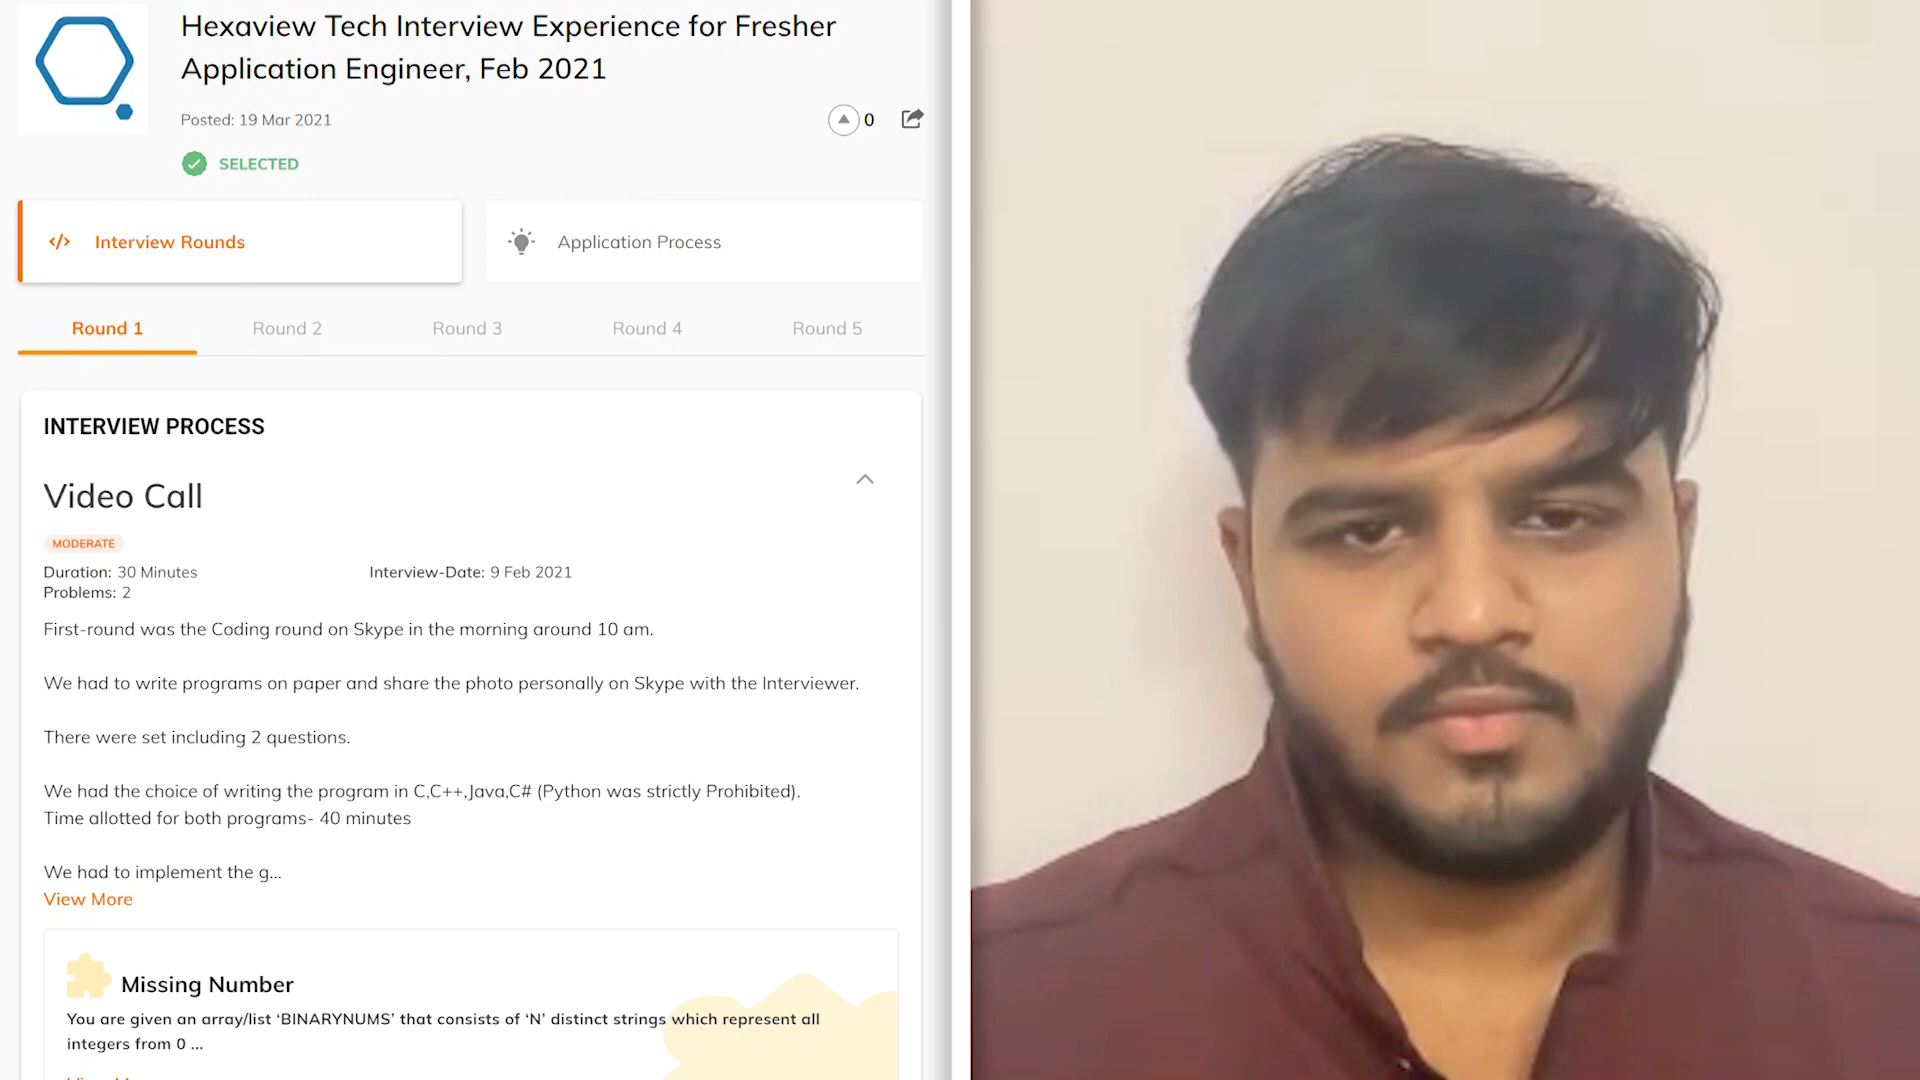 Hexaview Tech Interview Experience for Fresher
Application Engineer, Feb 2021
Posted: 19 Mar 2021
0
SELECTED
</> Interview Rounds
Application Process
Round 1
Round 2
Round 3
Round 4
Round 5
INTERVIEW PROCESS
Video Call
MODERATE
Duration: 30 Minutes
Interview-Date: 9 Feb 2021
Problems: 2
First-round was the Coding round on Skype in the morning around 10 am.
We had to write programs on paper and share the photo personally on Skype with the Interviewer.
There were set including 2 questions.
We had the choice of writing the program in C,C++,Java,C# (Python was strictly Prohibited).
Time allotted for both programs- 40 minutes
We had to implement the g...
View More
Missing Number
You are given an array/list ‘BINARYNUMS’ that consists of ‘N’ distinct strings which represent all
integers from 0 ...